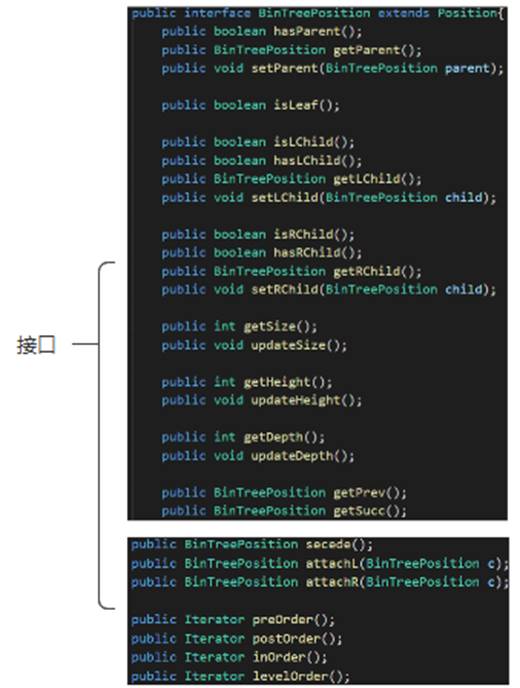 public interface BinTreePosition extends Position{
public boolean hasParent();
public BinTreePosition getParent();
public void setParent(BinTreePosition parent);
public boolean isLeaf();
public boolean isLChild();
public boolean hasLChild();
public BinTreePosition getLChild();
public void setLChild(BinTreePosition child);
public boolean isRChild();
public boolean hasRChild();
public BinTreePosition getRChild();
public void setRChild(BinTreePosition child);
接口
public int getSize();
public void updateSize();
public int getHeight();
public void updateHeight();
public int getDepth();
public void updateDepth();
public BinTreePosition getPrev();
public BinTreePosition getSucc();
public BinTreePosition secede();
public BinTreePosition attachL(BinTreePosition c);
public BinTreePosition attachR(BinTreePosition c);
public Iterator preOrder();
public Iterator postOrder();
public Iterator inOrder();
public Iterator levelOrder();